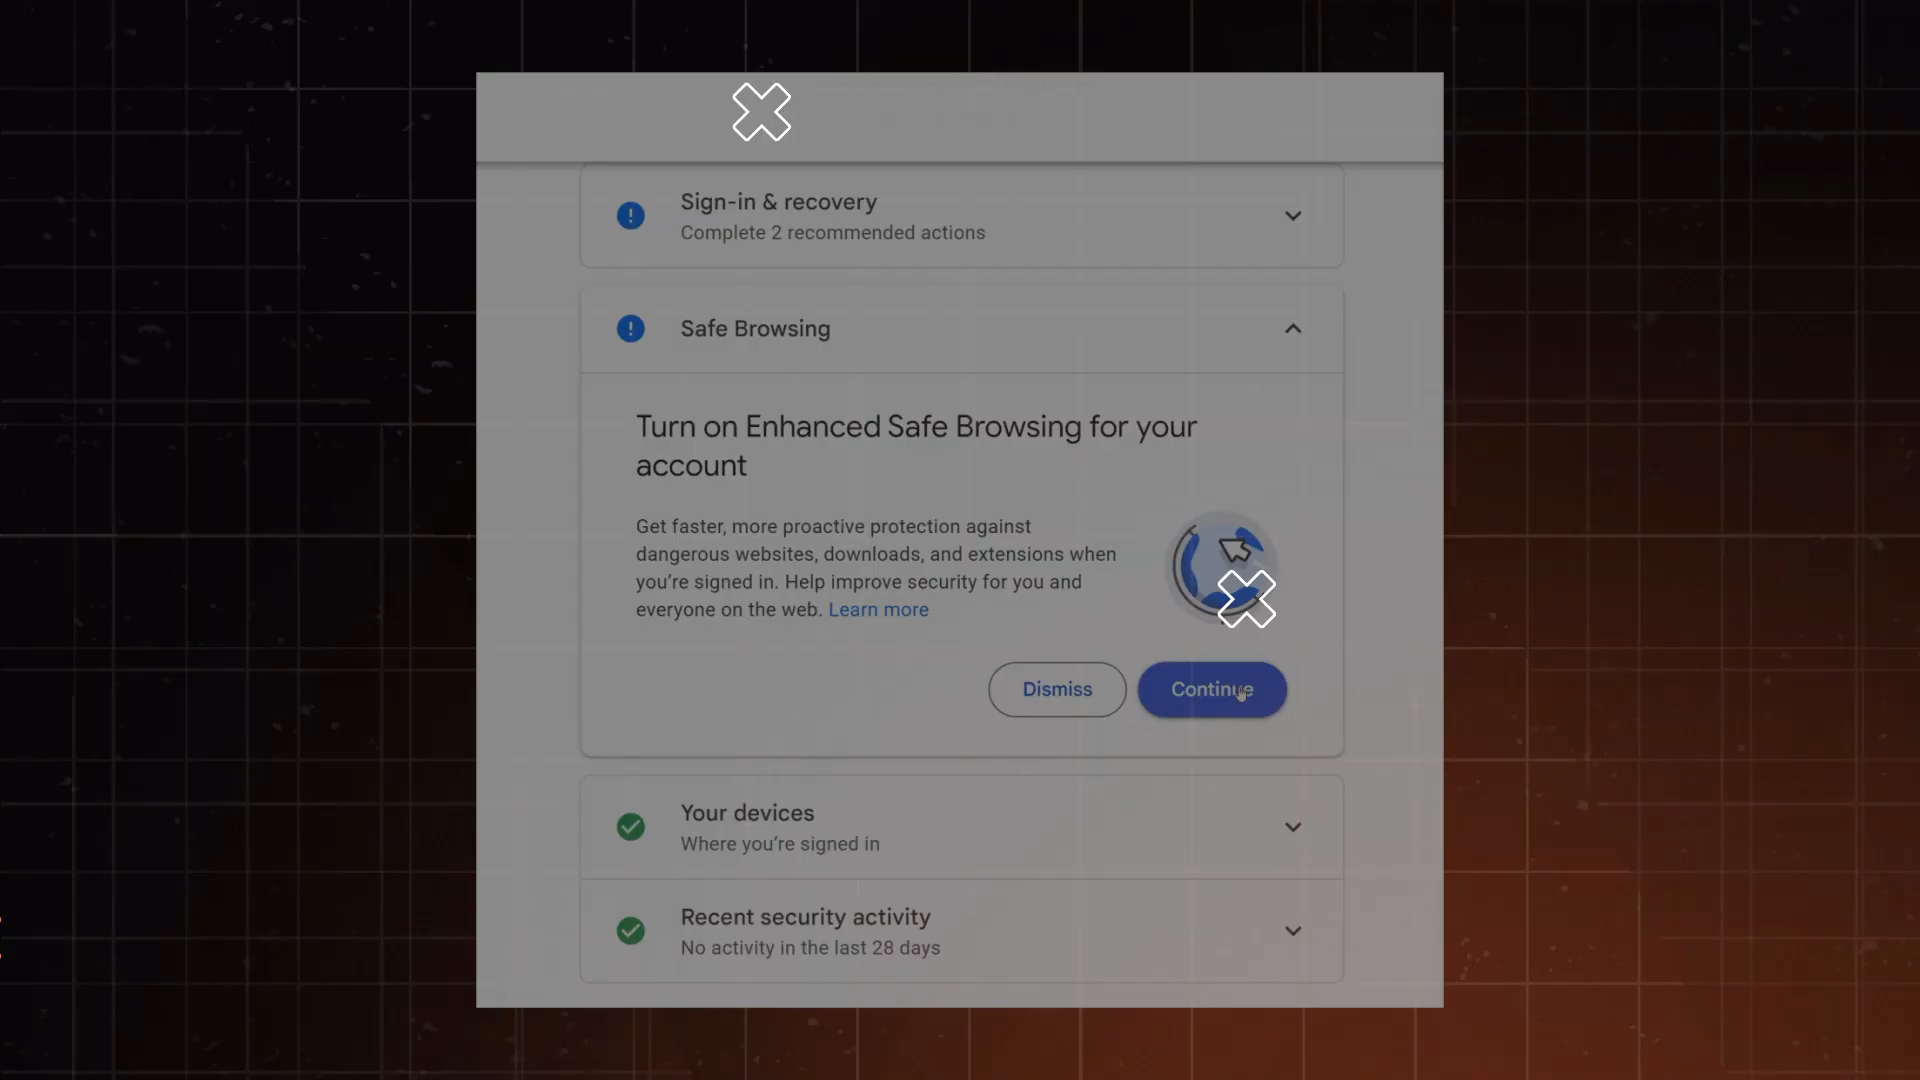 Sign-in & recovery
Complete 2 recommended actions
Safe Browsing
Turn on Enhanced Safe Browsing for your
account
Get faster, more proactive protection against
dangerous websites, downloads, and extensions when
you’re signed in. Help improve security for you and
everyone on the web. Learn more
Dismiss
Continue
Your devices
Where you’re signed in
Recent security activity
No activity in the last 28 days